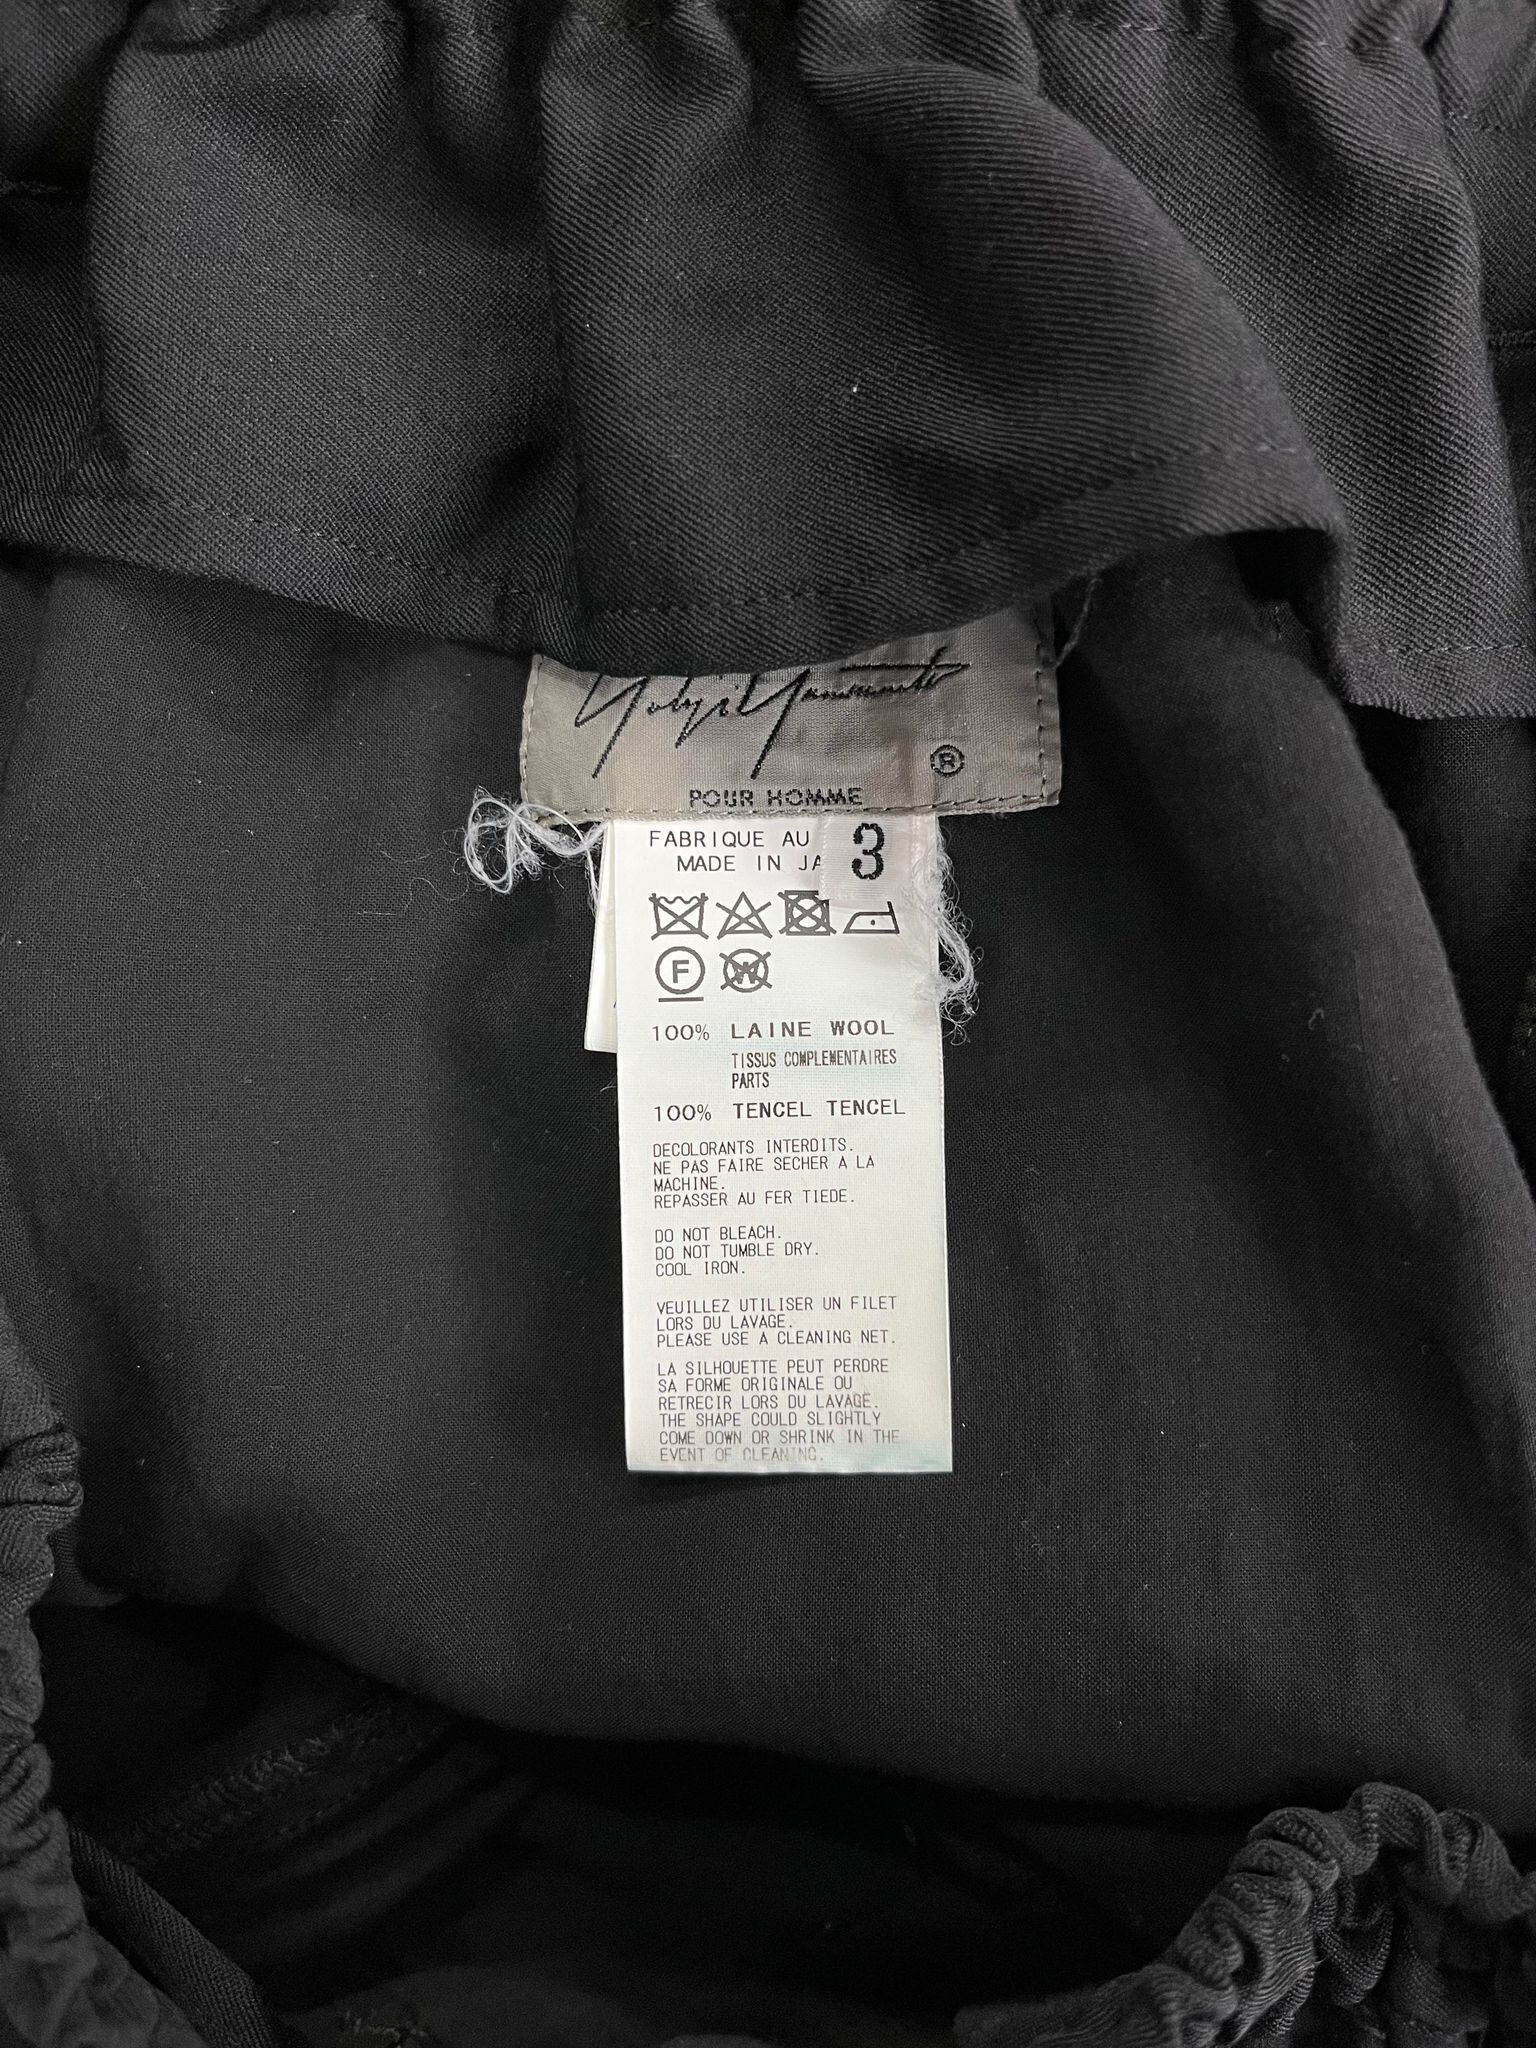 Yohji Yamamoto
®
POUR HOMME
FABRIQUE AU
MADE IN JA
3
F
W
100% LAINE WOOL
TISSUS COMPLEMENTAIRES
PARTS
100% TENCEL TENCEL
DECOLORANTS INTERDITS.
NE PAS FAIRE SECHER A LA
MACHINE.
REPASSER AU FER TIEDE.
DO NOT BLEACH.
DO NOT TUMBLE DRY.
COOL IRON.
VEUILLEZ UTILISER UN FILET
LORS DU LAVAGE.
PLEASE USE A CLEANING NET.
LA SILHOUETTE PEUT PERDRE
SA FORME ORIGINALE OU
RETRECIR LORS DU LAVAGE.
THE SHAPE COULD SLIGHTLY
COME DOWN OR SHRINK IN THE
EVENT OF CLEANING.